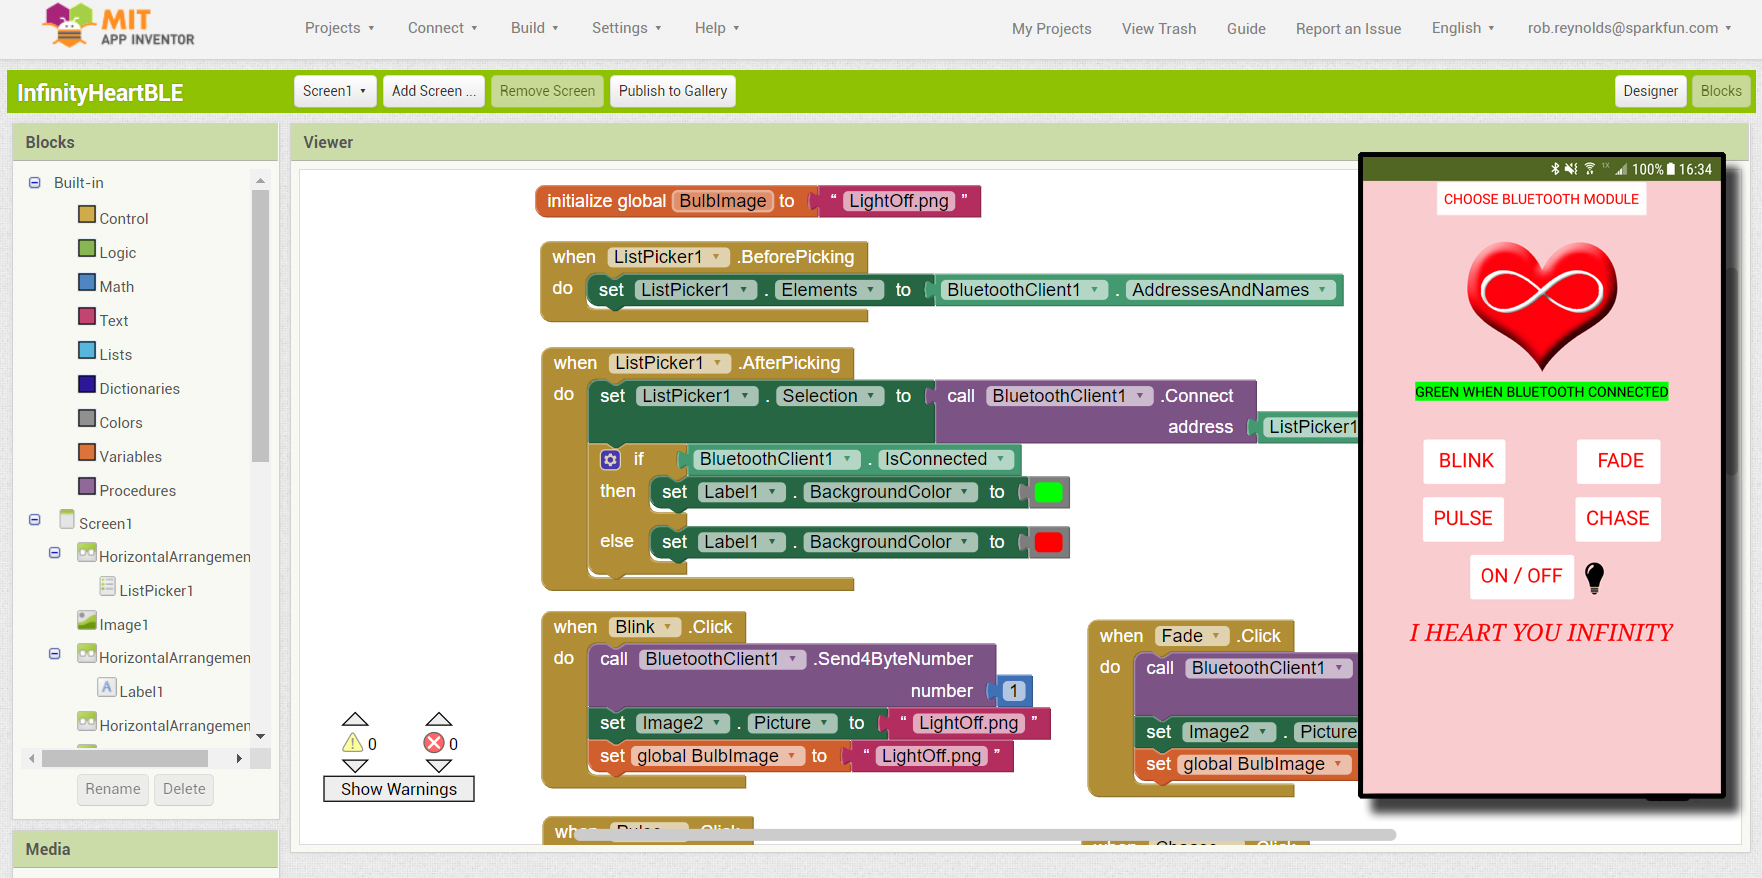 MIT
APP INVENTOR
Projects Connect Build Settings Help My Projects View Trash Guide Report an Issue English rob.reynolds@sparkfun.com
InfinityHeartBLE Screen1 Add Screen ... Remove Screen Publish to Gallery Designer Blocks
Blocks
Built-in
Control
Logic
Math
Text
Lists
Dictionaries
Colors
Variables
Procedures
Screen1
HorizontalArrangemen
ListPicker1
Image1
HorizontalArrangemen
Label1
HorizontalArrangemen
Rename Delete
Media
Viewer
initialize global BulbImage to “ LightOff.png ”
when ListPicker1 .BeforePicking
do set ListPicker1 . Elements to BluetoothClient1 . AddressesAndNames
when ListPicker1 .AfterPicking
do set ListPicker1 . Selection to call BluetoothClient1 .Connect
address ListPicker1
if BluetoothClient1 . IsConnected
then set Label1 . BackgroundColor to
else set Label1 . BackgroundColor to
when Blink .Click
do call BluetoothClient1 .Send4ByteNumber
number 1
set Image2 . Picture to “ LightOff.png ”
set global BulbImage to “ LightOff.png ”
when Fade .Click
do call BluetoothClient1
set Image2 . Picture
set global BulbImage
0 0
Show Warnings
1X 100% 16:34
CHOOSE BLUETOOTH MODULE
GREEN WHEN BLUETOOTH CONNECTED
BLINK FADE
PULSE CHASE
ON / OFF
I HEART YOU INFINITY